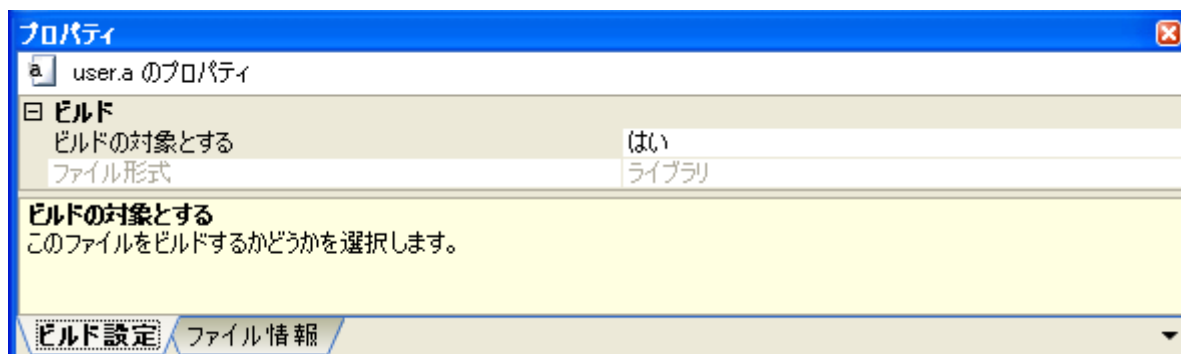 プロパティ
user.a のプロパティ
ビルド
ビルドの対象とする はい
ファイル形式 ライブラリ
ビルドの対象とする
このファイルをビルドするかどうかを選択します。
ビルド設定 ファイル情報